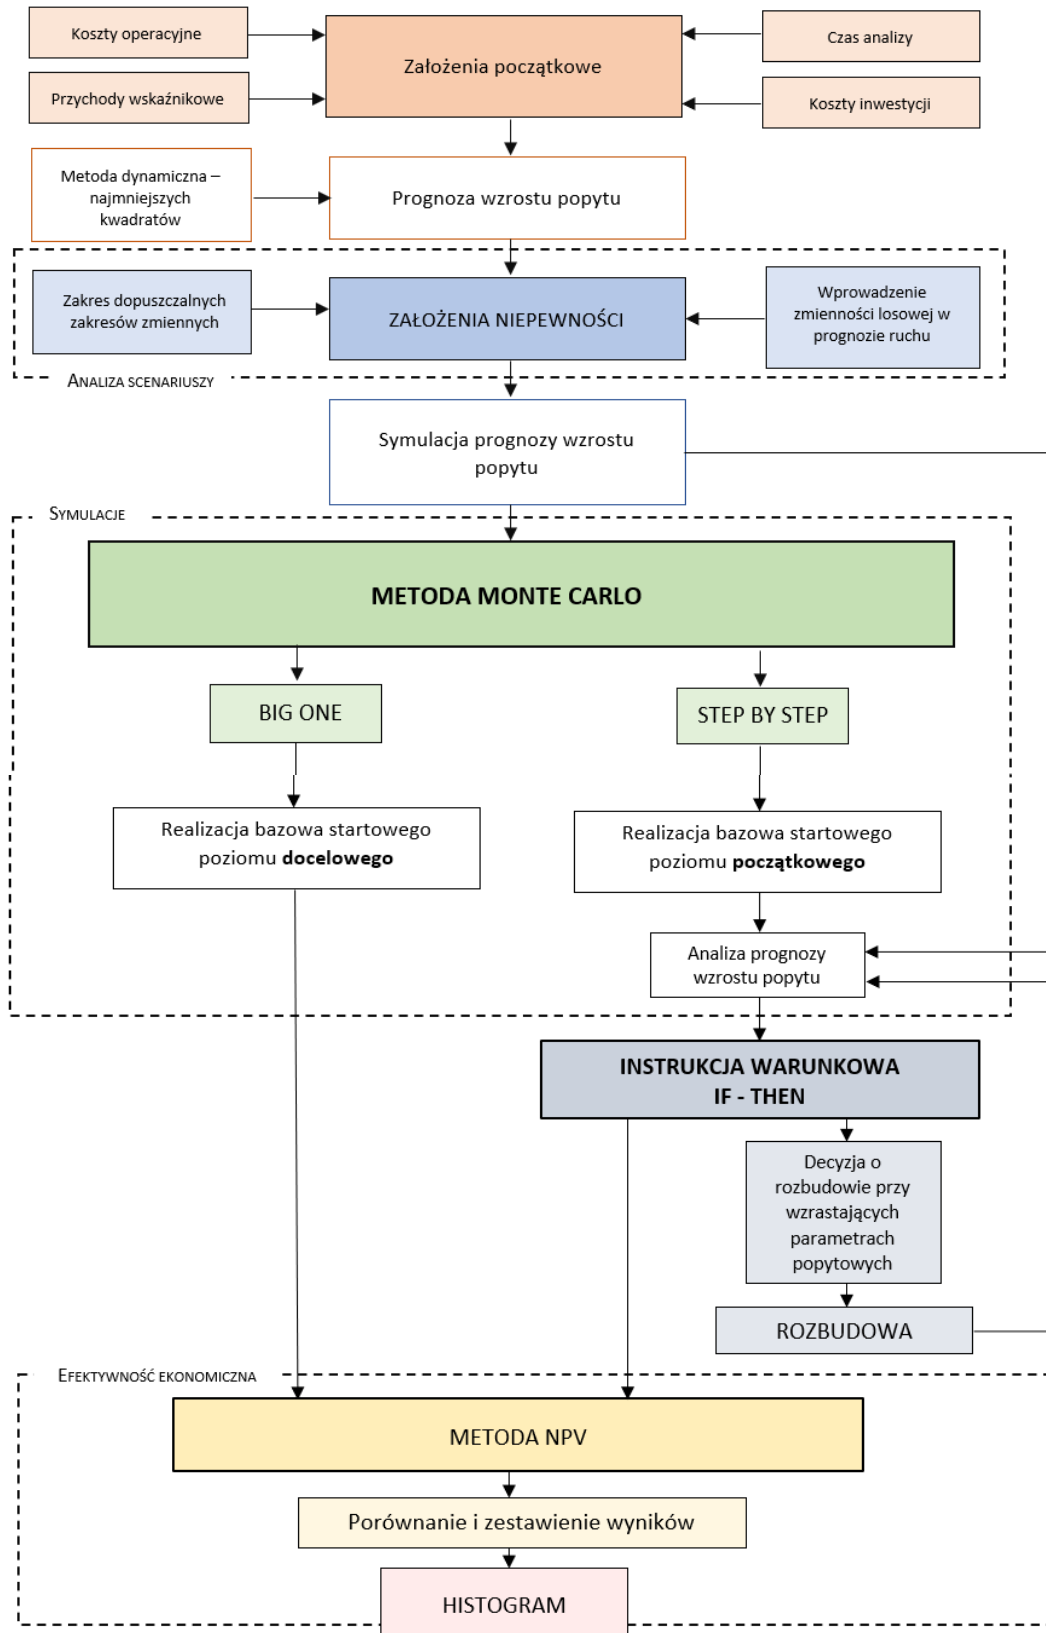 Koszty operacyjne
Założenia początkowe
Czas analizy
Przychody wskaźnikowe
Koszty inwestycji
Metoda dynamiczna –
najmniejszych
kwadratów
Prognoza wzrostu popytu
Zakres dopuszczalnych
zakresów zmiennych
ZAŁOŻENIA NIEPEWNOŚCI
Wprowadzenie
zmienności losowej w
prognozie ruchu
ANALIZA SCENARIUSZY
Symulacja prognozy wzrostu
popytu
SYMULACJE
METODA MONTE CARLO
BIG ONE
STEP BY STEP
Realizacja bazowa startowego
poziomu docelowego
Realizacja bazowa startowego
poziomu początkowego
Analiza prognozy
wzrostu popytu
INSTRUKCJA WARUNKOWA
IF - THEN
Decyzja o
rozbudowie przy
wzrastających
parametrach
popytowych
ROZBUDOWA
EFEKTYWNOŚĆ EKONOMICZNA
METODA NPV
Porównanie i zestawienie wyników
HISTOGRAM